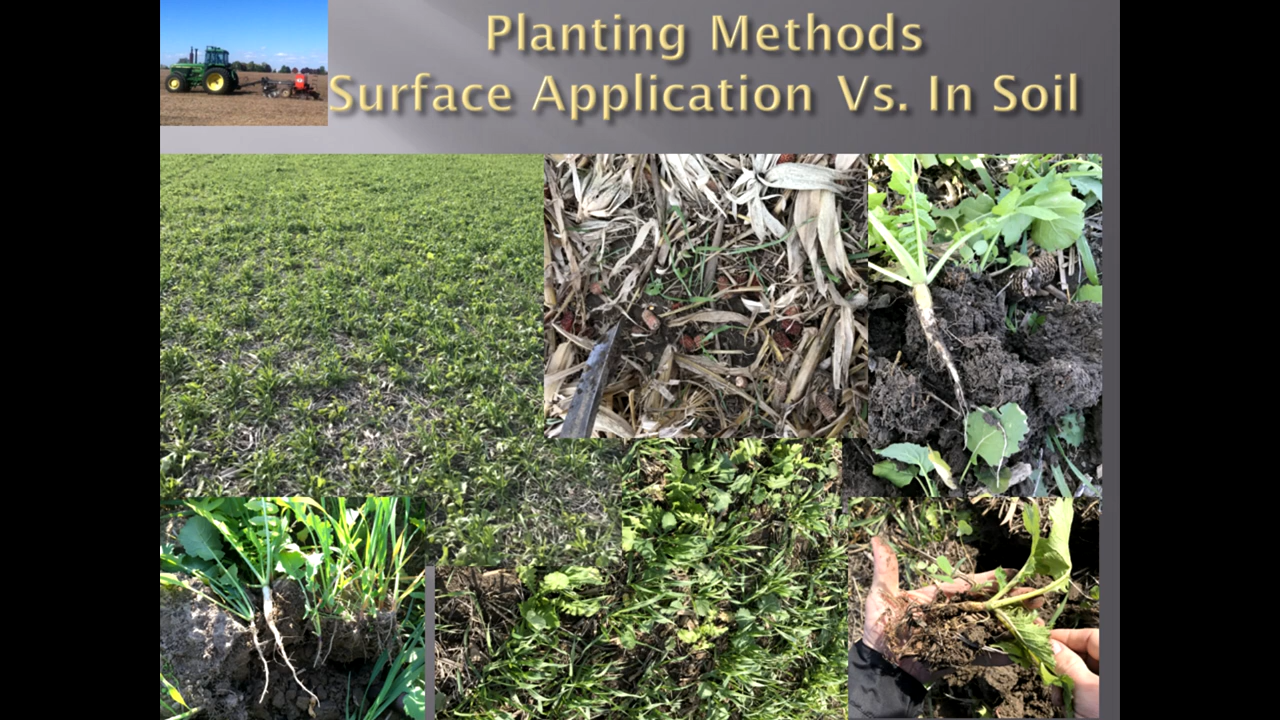 Planting Methods
Surface Application Vs. In Soil